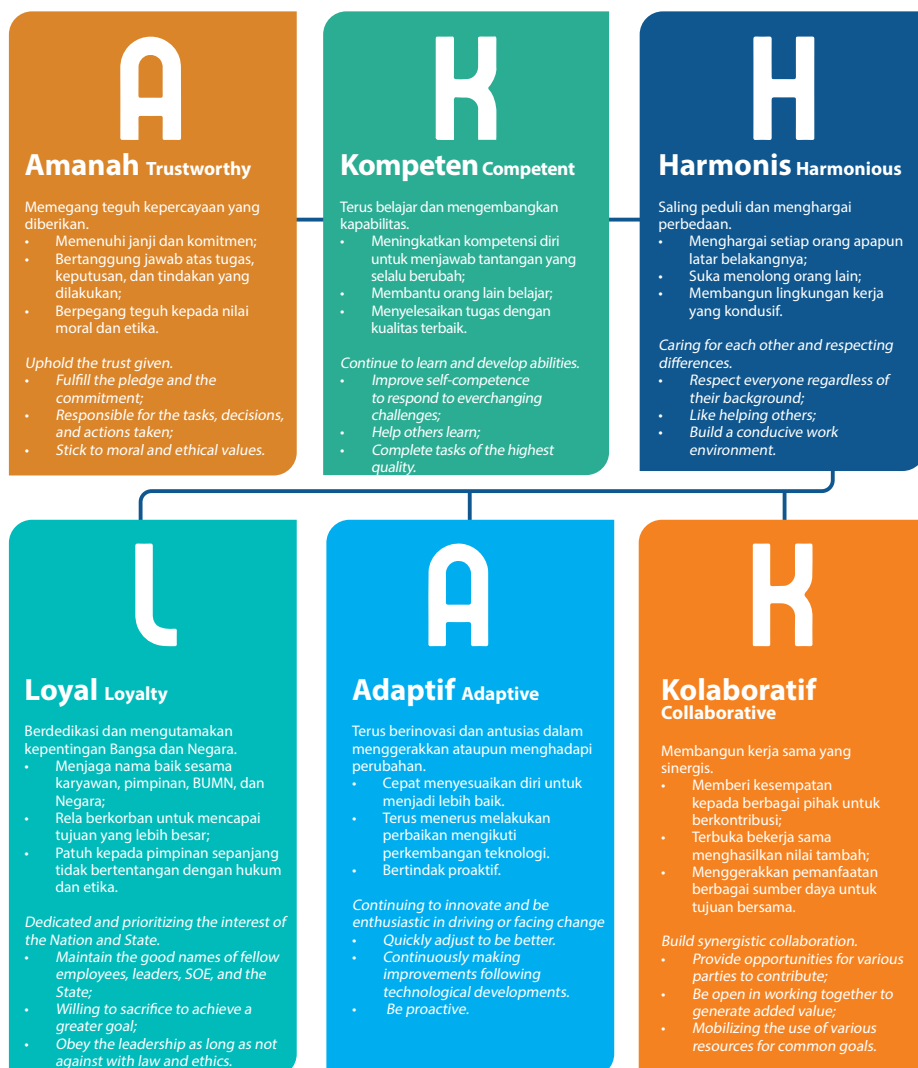 A
Amanah Trustworthy
Memegang teguh kepercayaan yang
diberikan.
• Memenuhi janji dan komitmen;
• Bertanggung jawab atas tugas,
keputusan, dan tindakan yang
dilakukan;
• Berpegang teguh kepada nilai
moral dan etika.
Uphold the trust given.
• Fulfill the pledge and the
commitment;
• Responsible for the tasks, decisions,
and actions taken;
• Stick to moral and ethical values.
K
Kompeten Competent
Terus belajar dan mengembangkan
kapabilitas.
• Meningkatkan kompetensi diri
untuk menjawab tantangan yang
selalu berubah;
• Membantu orang lain belajar;
• Menyelesaikan tugas dengan
kualitas terbaik.
Continue to learn and develop abilities.
• Improve self-competence
to respond to everchanging
challenges;
• Help others learn;
• Complete tasks of the highest
quality.
H
Harmonis Harmonious
Saling peduli dan menghargai
perbedaan.
• Menghargai setiap orang apapun
latar belakangnya;
• Suka menolong orang lain;
• Membangun lingkungan kerja
yang kondusif.
Caring for each other and respecting
differences.
• Respect everyone regardless of
their background;
• Like helping others;
• Build a conducive work
environment.
L
Loyal Loyalty
Berdedikasi dan mengutamakan
kepentingan Bangsa dan Negara.
• Menjaga nama baik sesama
karyawan, pimpinan, BUMN, dan
Negara;
• Rela berkorban untuk mencapai
tujuan yang lebih besar;
• Patuh kepada pimpinan sepanjang
tidak bertentangan dengan hukum
dan etika.
Dedicated and prioritizing the interest of
the Nation and State.
• Maintain the good names of fellow
employees, leaders, SOE, and the
State;
• Willing to sacrifice to achieve a
greater goal;
• Obey the leadership as long as not
against with law and ethics.
A
Adaptif Adaptive
Terus berinovasi dan antusias dalam
menggerakkan ataupun menghadapi
perubahan.
• Cepat menyesuaikan diri untuk
menjadi lebih baik.
• Terus menerus melakukan
perbaikan mengikuti
perkembangan teknologi.
• Bertindak proaktif.
Continuing to innovate and be
enthusiastic in driving or facing change
• Quickly adjust to be better.
• Continuously making
improvements following
technological developments.
• Be proactive.
K
Kolaboratif
Collaborative
Membangun kerja sama yang
sinergis.
• Memberi kesempatan
kepada berbagai pihak untuk
berkontribusi;
• Terbuka bekerja sama
menghasilkan nilai tambah;
• Menggerakkan pemanfaatan
berbagai sumber daya untuk
tujuan bersama.
Build synergistic collaboration.
• Provide opportunities for various
parties to contribute;
• Be open in working together to
generate added value;
• Mobilizing the use of various
resources for common goals.